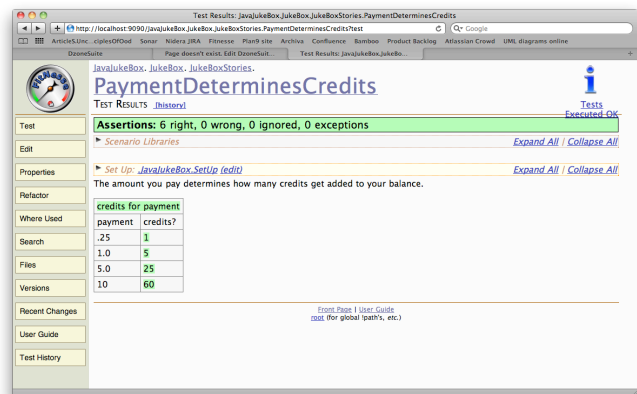 Test Results: JavaJukeBox.JukeBox.JukeBoxStories.PaymentDeterminesCredits
http://localhost:9090/JavaJukeBox.JukeBox.JukeBoxStories.PaymentDeterminesCredits?test
Google
ArticleS.Unc...ciplesOfOod Sonar Nidera JIRA Fitnesse Plan9 site Archiva Confluence Bamboo Product Backlog Atlassian Crowd UML diagrams online
DzoneSuite
Page doesn't exist. Edit DzoneSuit...
Test Results: JavaJukeBox.JukeBo...
FitNesse
JavaJukeBox. JukeBox. JukeBoxStories.
PaymentDeterminesCredits
TEST RESULTS [history]
Tests
Executed OK
Assertions: 6 right, 0 wrong, 0 ignored, 0 exceptions
Scenario Libraries
Expand All | Collapse All
Set Up: .JavaJukeBox.SetUp (edit)
Expand All | Collapse All
The amount you pay determines how many credits get added to your balance.
credits for payment
payment credits?
.25 1
1.0 5
5.0 25
10 60
Front Page | User Guide
root (for global !path's, etc.)
Test
Edit
Properties
Refactor
Where Used
Search
Files
Versions
Recent Changes
User Guide
Test History